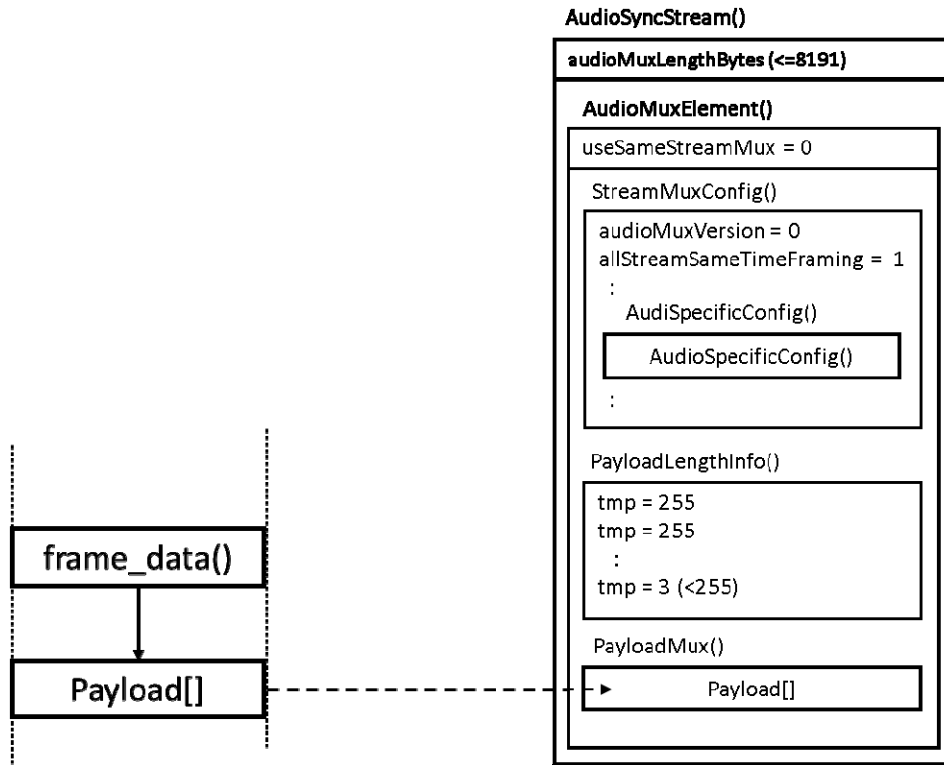 AudioSyncStream()
audioMuxLengthBytes (<=8191)
AudioMuxElement()
useSameStreamMux = 0
StreamMuxConfig()
audioMuxVersion = 0
allStreamSameTimeFraming = 1
:
AudiSpecificConfig()
AudioSpecificConfig()
:
PayloadLengthInfo()
tmp = 255
tmp = 255
:
tmp = 3 (<255)
PayloadMux()
Payload[]
frame_data()
Payload[]